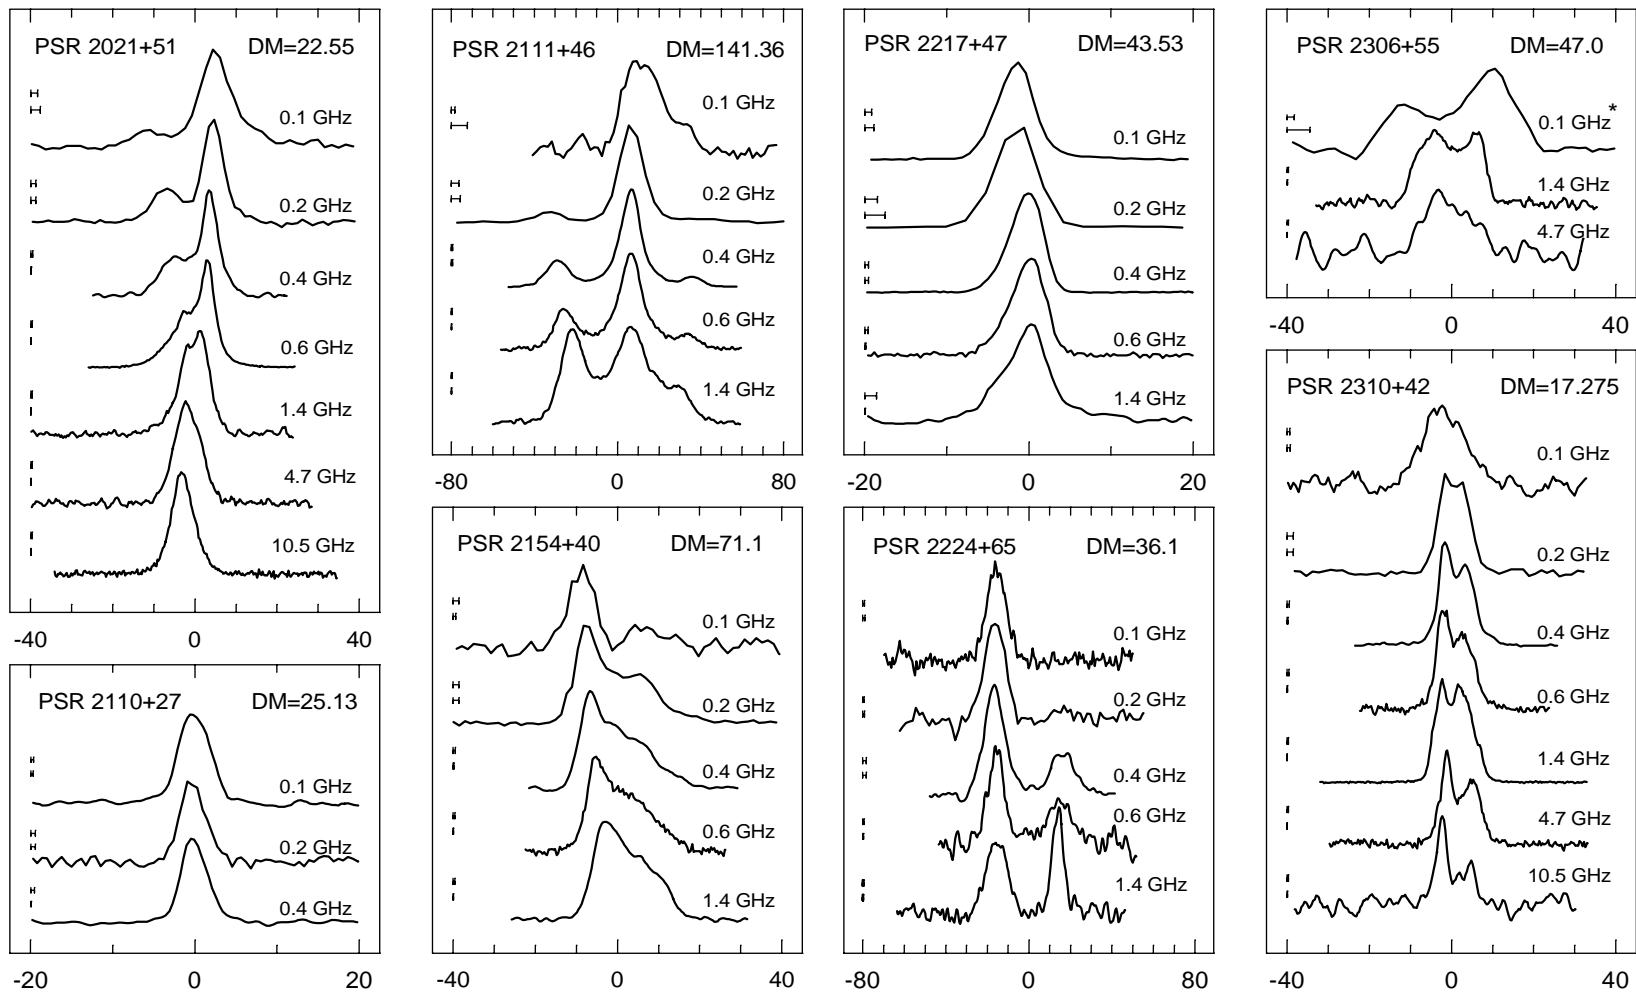 PSR 2021+51 DM=22.55
0.1 GHz
0.2 GHz
0.4 GHz
0.6 GHz
1.4 GHz
4.7 GHz
10.5 GHz
-40 0 40
PSR 2110+27 DM=25.13
0.1 GHz
0.2 GHz
0.4 GHz
-20 0 20
PSR 2111+46 DM=141.36
0.1 GHz
0.2 GHz
0.4 GHz
0.6 GHz
1.4 GHz
-80 0 80
PSR 2154+40 DM=71.1
0.1 GHz
0.2 GHz
0.4 GHz
0.6 GHz
1.4 GHz
-40 0 40
PSR 2217+47 DM=43.53
0.1 GHz
0.2 GHz
0.4 GHz
0.6 GHz
1.4 GHz
-20 0 20
PSR 2224+65 DM=36.1
0.1 GHz
0.2 GHz
0.4 GHz
0.6 GHz
1.4 GHz
-80 0 80
PSR 2306+55 DM=47.0
0.1 GHz*
1.4 GHz
4.7 GHz
-40 0 40
PSR 2310+42 DM=17.275
0.1 GHz
0.2 GHz
0.4 GHz
0.6 GHz
1.4 GHz
4.7 GHz
10.5 GHz
-40 0 40